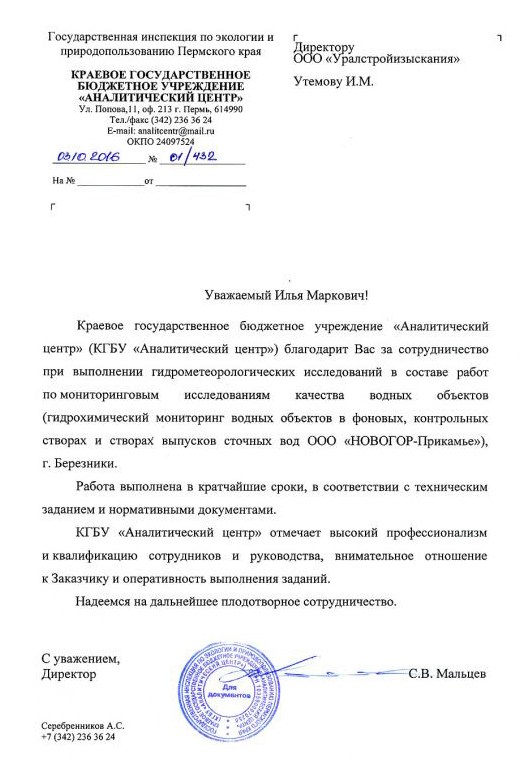 Государственная инспекция по экологии и
природопользованию Пермского края
КРАЕВОЕ ГОСУДАРСТВЕННОЕ
БЮДЖЕТНОЕ УЧРЕЖДЕНИЕ
«АНАЛИТИЧЕСКИЙ ЦЕНТР»
Ул. Попова,11, оф. 213 г. Пермь, 614990
Тел./факс (342) 236 36 24
E-mail: analitcentr@mail.ru
ОКПО 24097524
03.10.2016 № 01/432
На № от
Директору
ООО «Уралстройизыскания»
Утемову И.М.
Уважаемый Илья Маркович!
Краевое государственное бюджетное учреждение «Аналитический
центр» (КГБУ «Аналитический центр») благодарит Вас за сотрудничество
при выполнении гидрометеорологических исследований в составе работ
по мониторинговым исследованиям качества водных объектов
(гидрохимический мониторинг водных объектов в фоновых, контрольных
створах и створах выпусков сточных вод ООО «НОВОГОР-Прикамье»),
г. Березники.
Работа выполнена в кратчайшие сроки, в соответствии с техническим
заданием и нормативными документами.
КГБУ «Аналитический центр» отмечает высокий профессионализм
и квалификацию сотрудников и руководства, внимательное отношение
к Заказчику и оперативность выполнения заданий.
Надеемся на дальнейшее плодотворное сотрудничество.
С уважением,
Директор С.В. Мальцев
Для
документов
Серебренников А.С.
+7 (342) 236 36 24